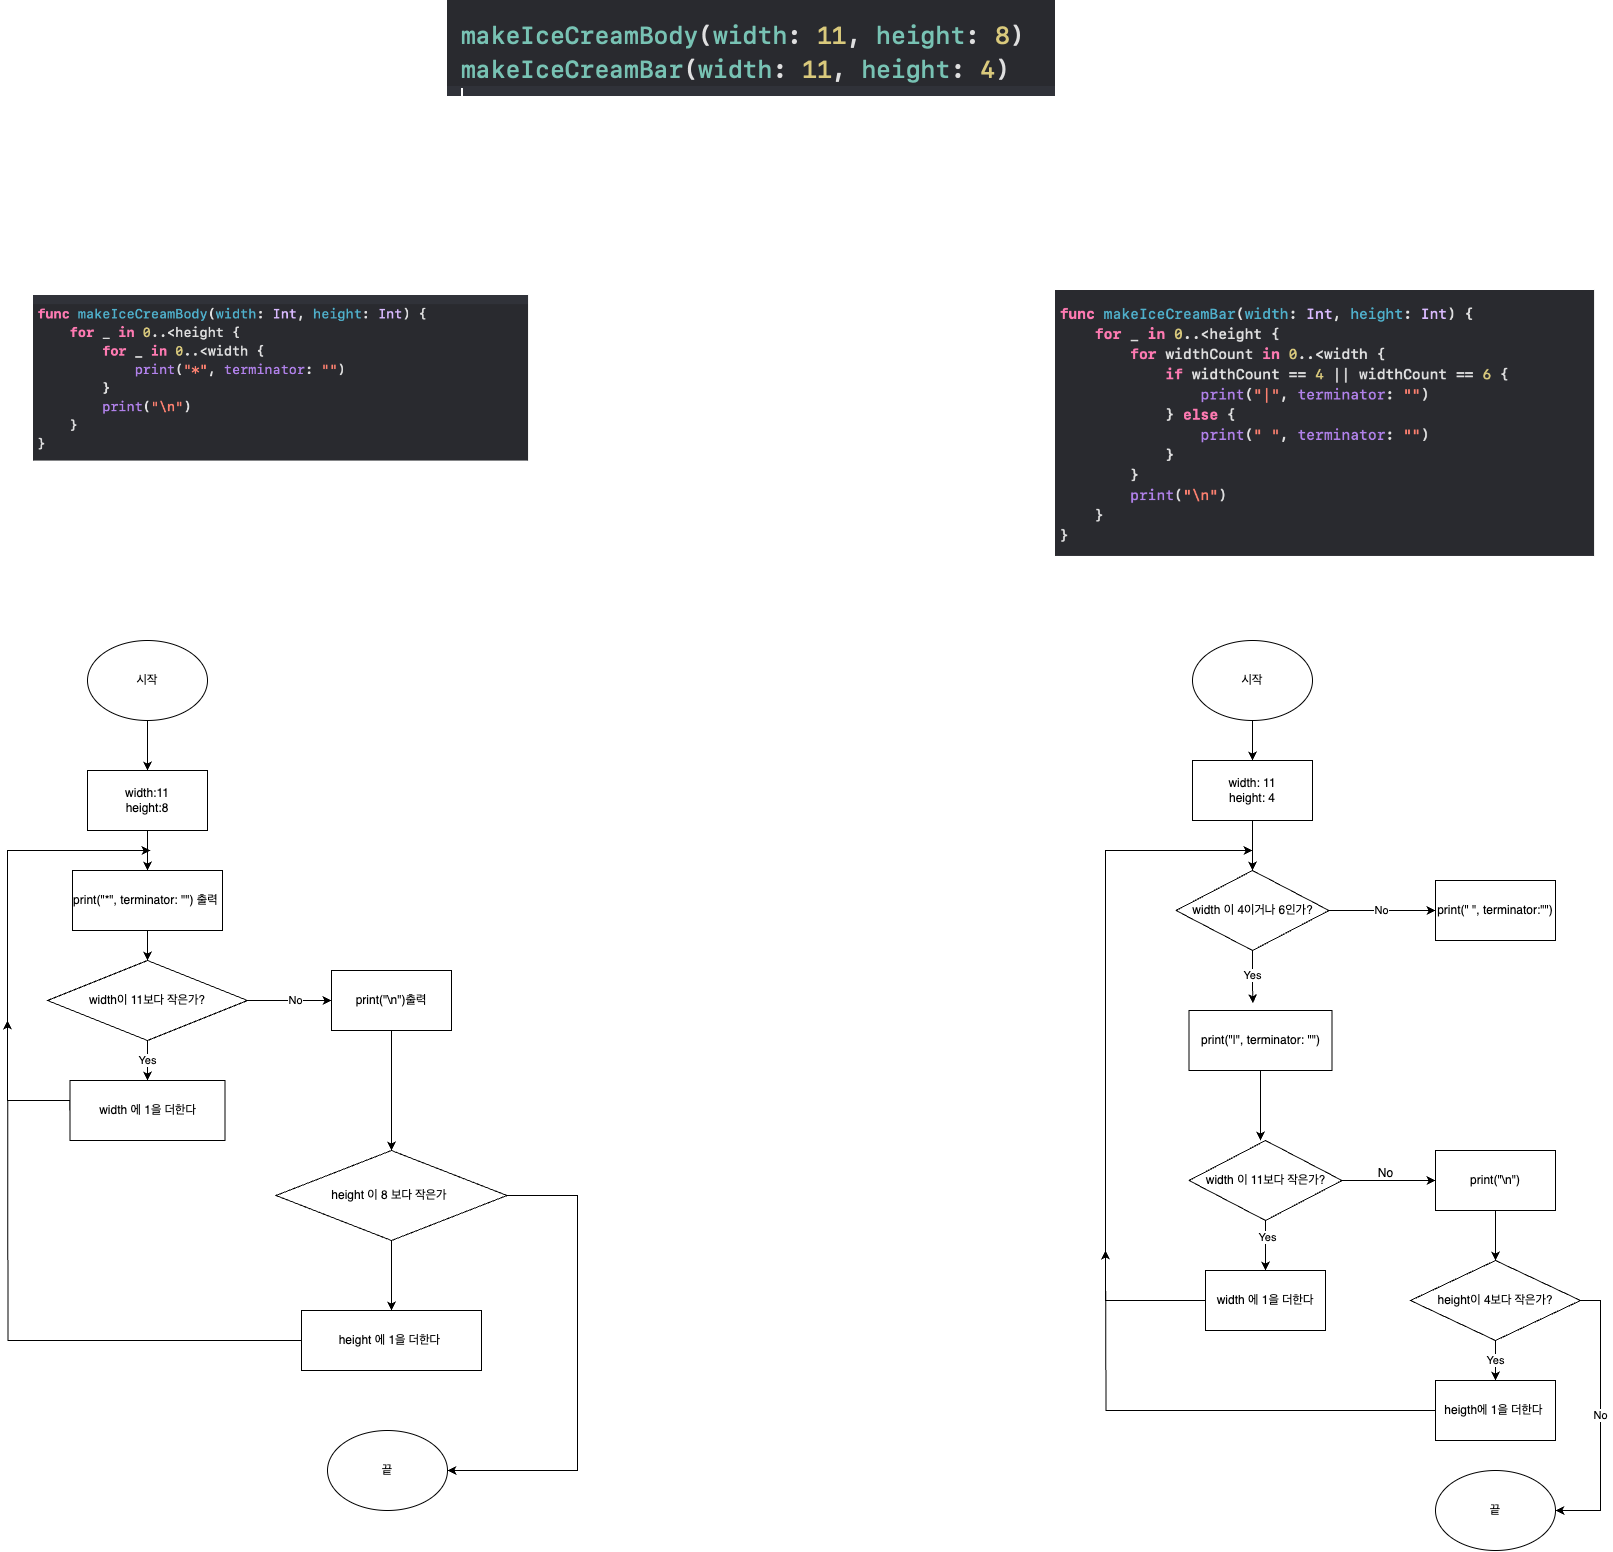 makeIceCreamBody(width: 11, height: 8)
makeIceCreamBar(width: 11, height: 4)
func makeIceCreamBody(width: Int, height: Int) {
for _ in 0..<height {
for _ in 0..<width {
print("*", terminator: "")
}
print("\n")
}
}
func makeIceCreamBar(width: Int, height: Int) {
for _ in 0..<height {
for widthCount in 0..<width {
if widthCount == 4 || widthCount == 6 {
print("|", terminator: "")
} else {
print(" ", terminator: "")
}
}
print("\n")
}
}
시작
width:11
height:8
print("*", terminator: "") 출력
width이 11보다 작은가?
No
print("\n")출력
Yes
width 에 1을 더한다
height 이 8 보다 작은가
height 에 1을 더한다
끝
시작
width: 11
height: 4
width 이 4이거나 6인가?
No
print(" ", terminator:"")
Yes
print("|", terminator: "")
width 이 11보다 작은가?
No
print("\n")
Yes
width 에 1을 더한다
height이 4보다 작은가?
Yes
heigth에 1을 더한다
No
끝